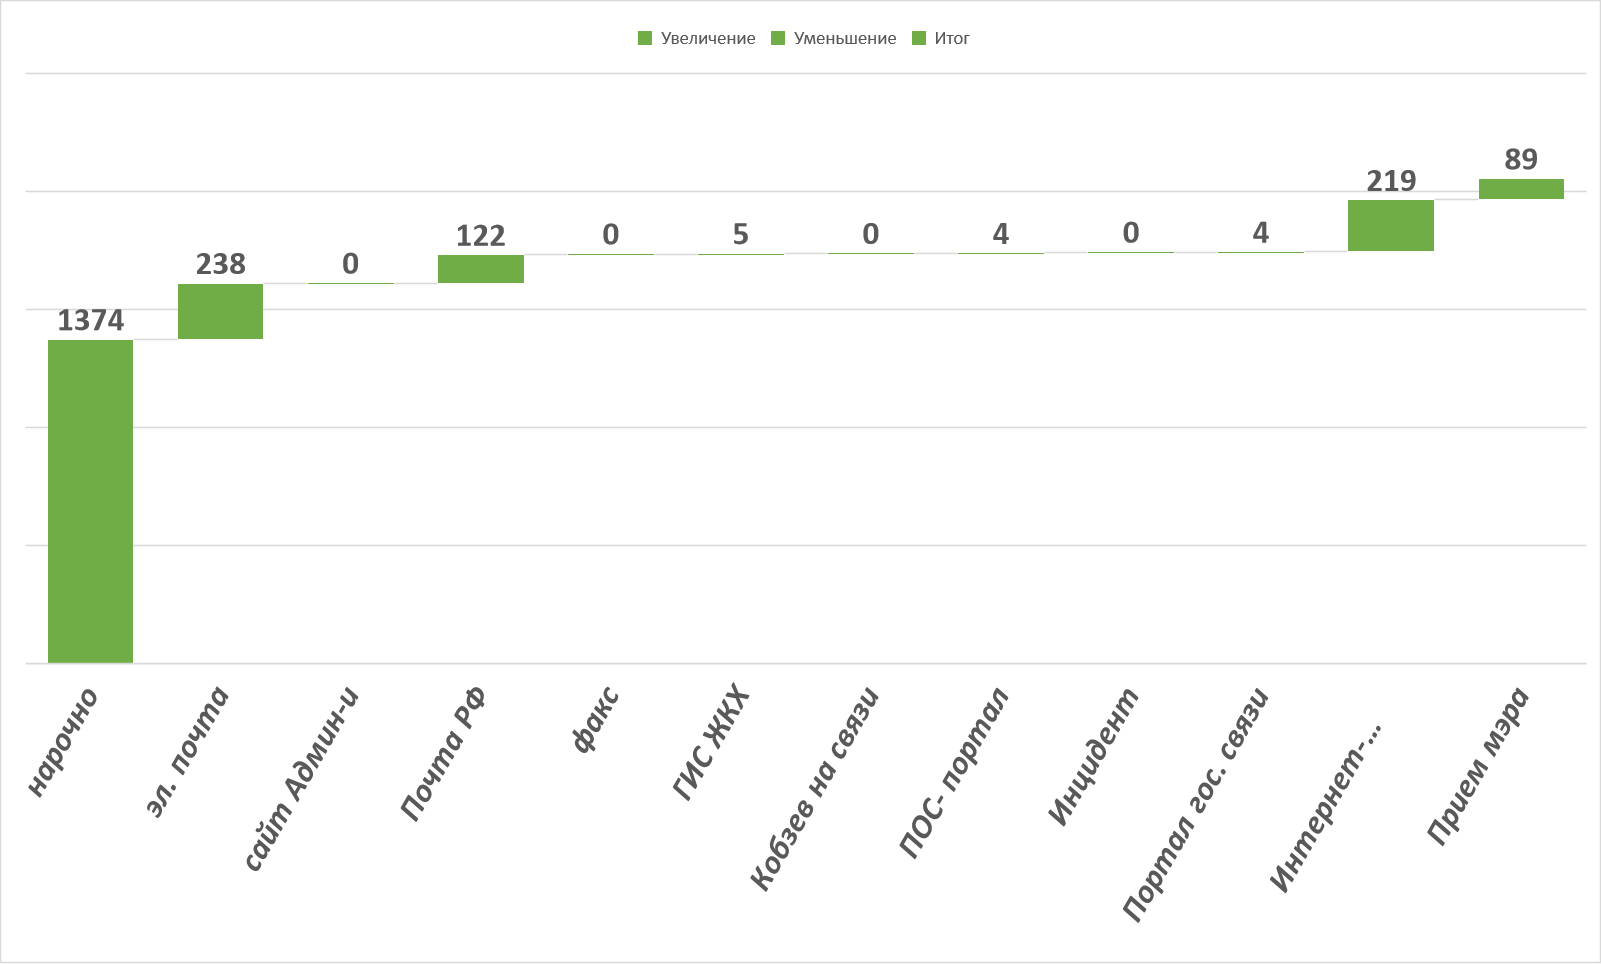 Увеличение Уменьшение Итог
1374
238
0
122
0
5
0
4
0
4
219
89
нарочно
эл. почта
сайт Админ-и
Почта РФ
факс
ГИС ЖКХ
Кобзев на связи
ПОС- портал
Инцидент
Портал гос. связи
Интернет-...
Прием мэра